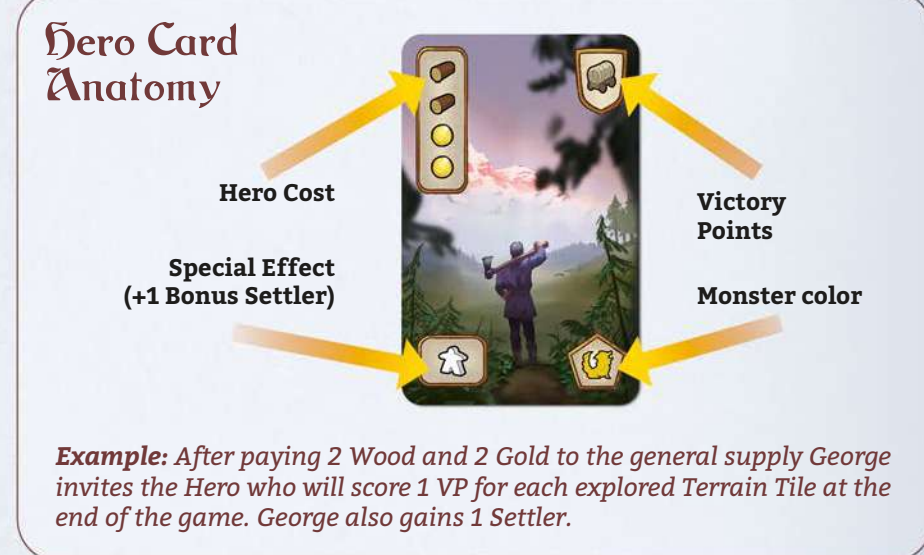 Hero Card
Anatomy
Hero Cost
Special Effect
(+1 Bonus Settler)
Victory
Points
Monster color
Example: After paying 2 Wood and 2 Gold to the general supply George
invites the Hero who will score 1 VP for each explored Terrain Tile at the
end of the game. George also gains 1 Settler.